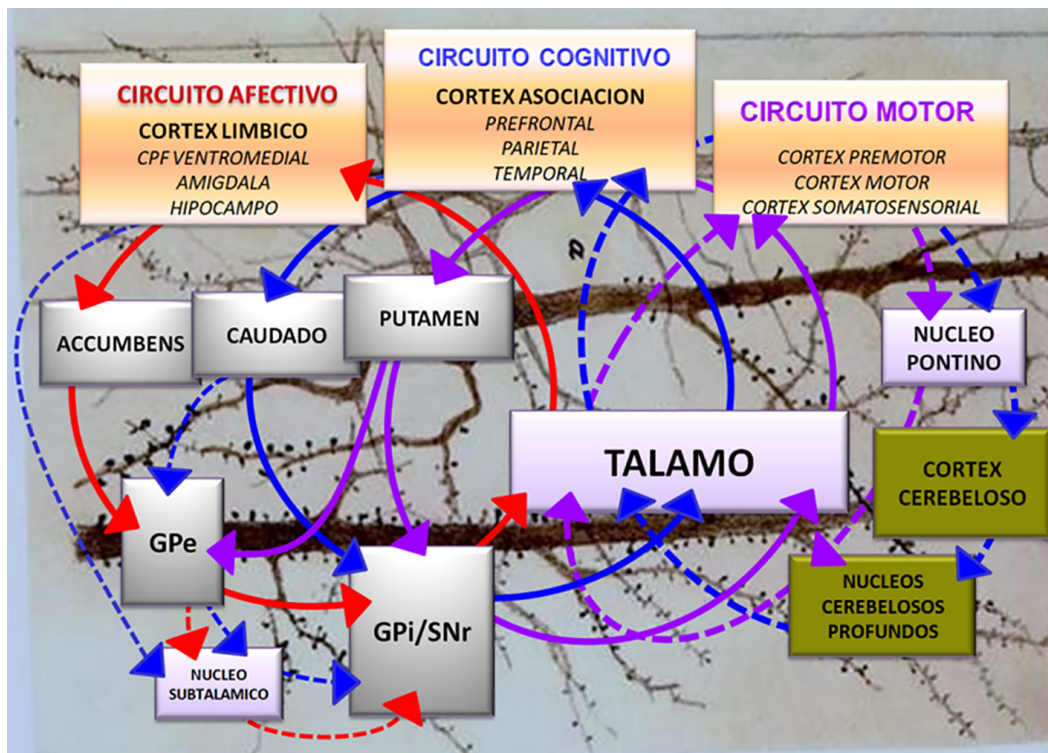 CIRCUITO AFECTIVO
CORTEX LIMBICO
CPF VENTROMEDIAL
AMIGDALA
HIPOCAMPO
CIRCUITO COGNITIVO
CORTEX ASOCIACION
PREFRONTAL
PARIETAL
TEMPORAL
CIRCUITO MOTOR
CORTEX PREMOTOR
CORTEX MOTOR
CORTEX SOMATOSENSORIAL
ACCUMBENS
CAUDADO
PUTAMEN
NUCLEO
PONTINO
TALAMO
CORTEX
CEREBELOSO
GPe
GPi/SNr
NUCLEOS
CEREBELOSOS
PROFUNDOS
NUCLEO
SUBTALAMICO